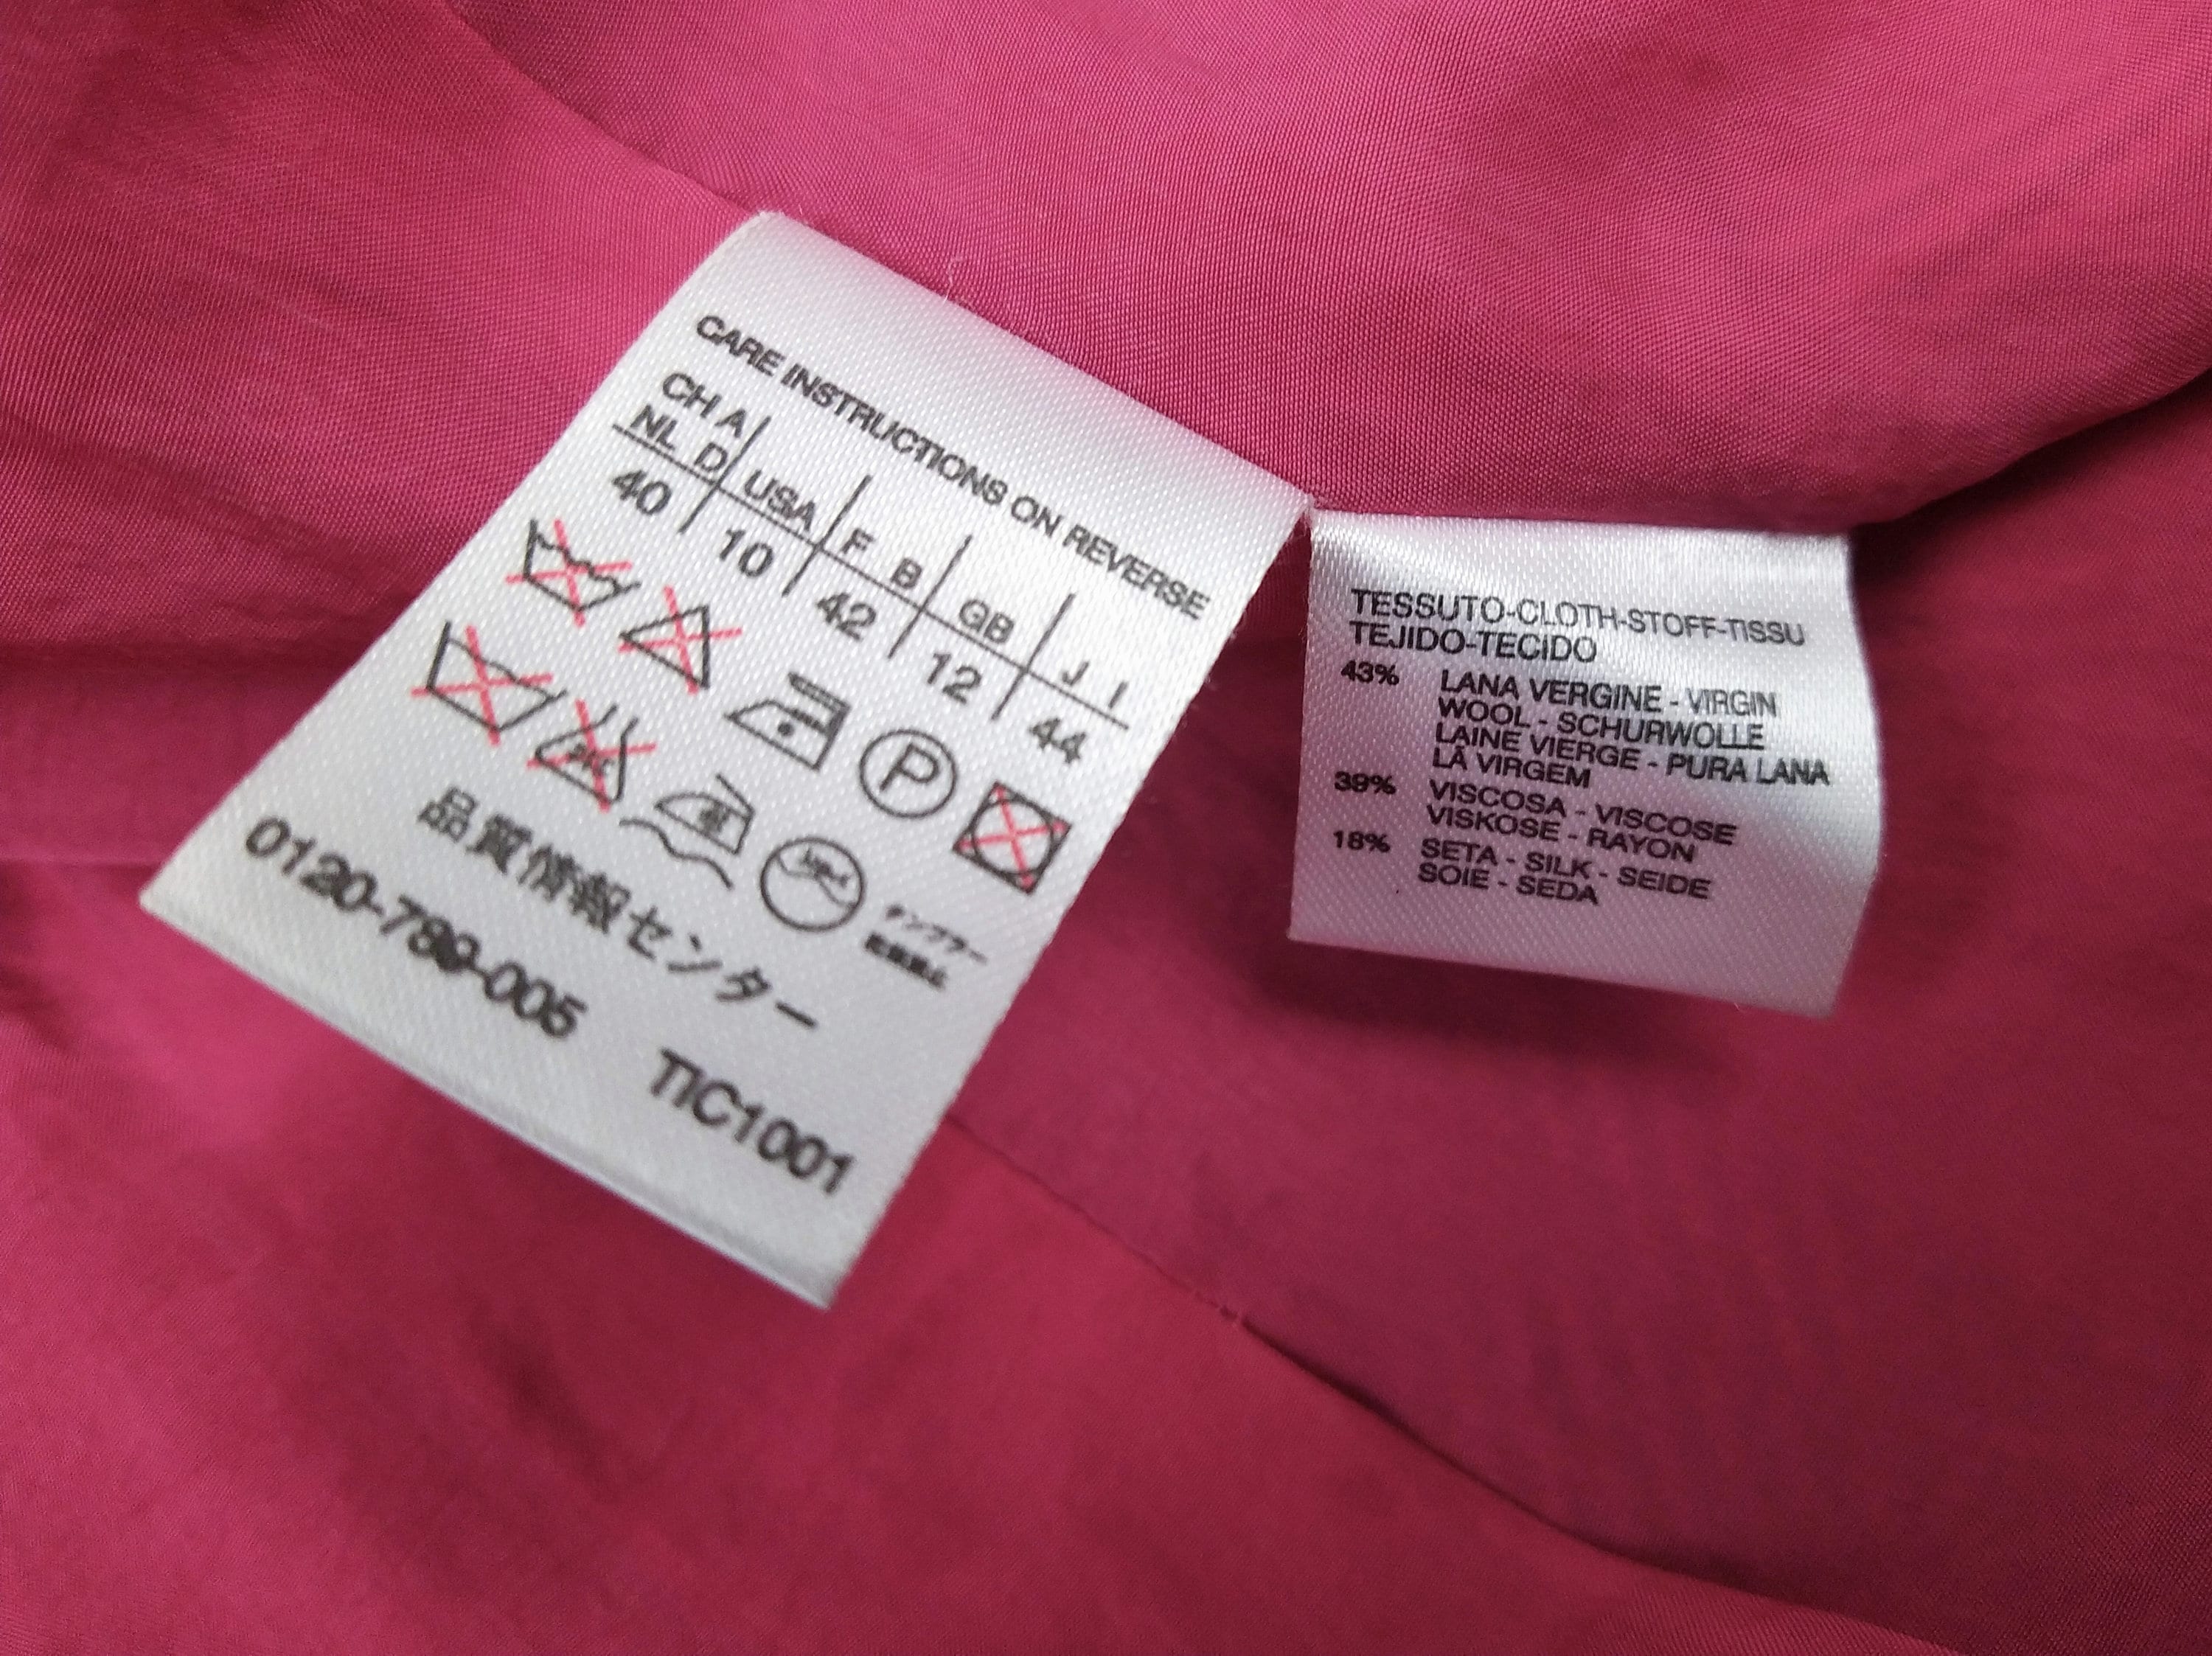 CARE INSTRUCTIONS ON REVERSE
CH A
NL D USA F B GB J I
40 10 42 12 44
P
品質情報センター
0120-789-005 TIC1001
TESSUTO-CLOTH-STOFF-TISSU
TEJIDO-TECIDO
43% LANA VERGINE - VIRGIN
WOOL - SCHURWOLLE
LAINE VIERGE - PURA LANA
LÃ VIRGEM
39% VISCOSA - VISCOSE
VISKOSE - RAYON
18% SETA - SILK - SEIDE
SOIE - SEDA